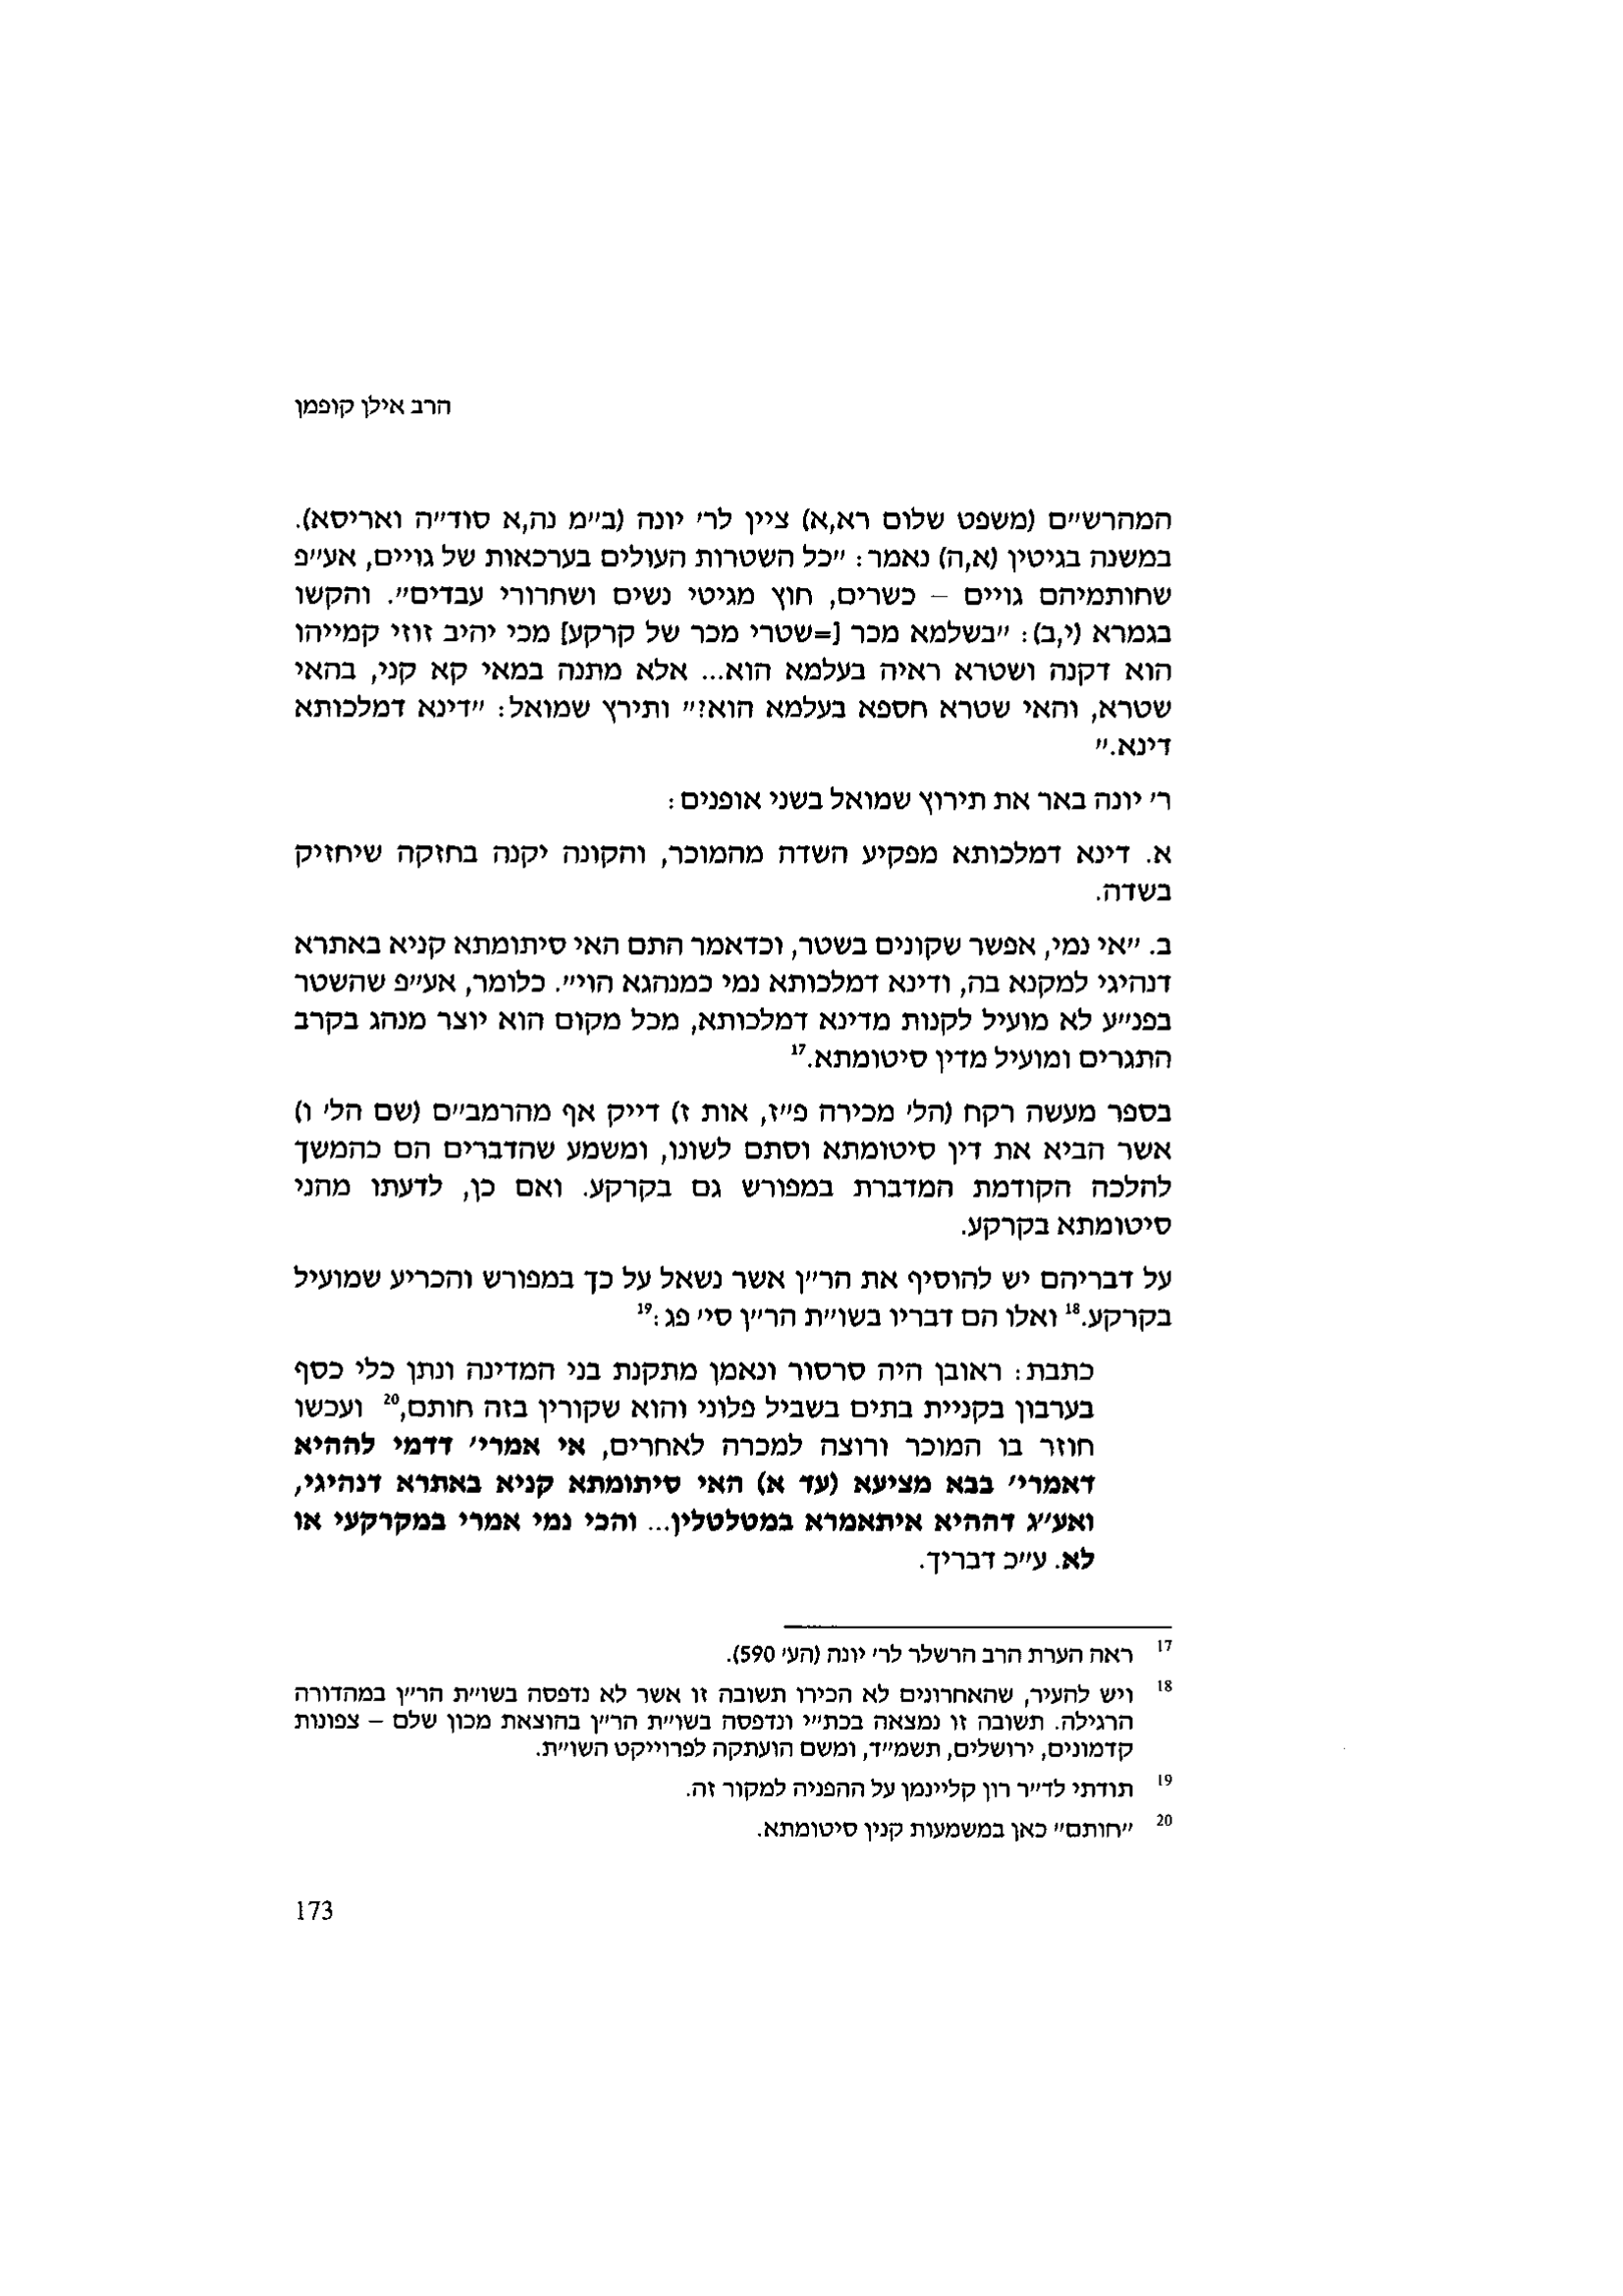 הרב אילן קופמן
המהרש״ם (משפט שלום רא,א) ציין לר׳ יונה (ב״מ נה,א סוד״ה ואריסא).
במשנה בגיטין (א,ה) נאמר: ״כל השטרות העולים בערכאות של גויים, אע״פ
שחותמיהם גויים – כשרים, חוץ מגיטי נשים ושחרורי עבדים״. והקשו
בגמרא (י,ב): ״בשלמא מכר [=שטרי מכר של קרקע] מכי יהיב זוזי קמייהו
הוא דקנה ושטרא ראיה בעלמא הוא... אלא מתנה במאי קא קני, בהאי
שטרא, והאי שטרא חספא בעלמא הוא?״ ותירץ שמואל: ״דינא דמלכותא
דינא.״
ר׳ יונה באר את תירוץ שמואל בשני אופנים:
א. דינא דמלכותא מפקיע השדה מהמוכר, והקונה יקנה בחזקה שיחזיק
בשדה.
ב. ״אי נמי, אפשר שקונים בשטר, וכדאמר התם האי סיתומתא קניא באתרא
דנהיגי למקנא בה, ודינא דמלכותא נמי כמנהגא הוי״. כלומר, אע״פ שהשטר
בפנ״ע לא מועיל לקנות מדינא דמלכותא, מכל מקום הוא יוצר מנהג בקרב
התגרים ומועיל מדין סיטומתא.17
בספר מעשה רקח (הל׳ מכירה פ״ז, אות ז) דייק אף מהרמב״ם (שם הל׳ ו)
אשר הביא את דין סיטומתא וסתם לשונו, ומשמע שהדברים הם כהמשך
להלכה הקודמת המדברת במפורש גם בקרקע. ואם כן, לדעתו מהני
סיטומתא בקרקע.
על דבריהם יש להוסיף את הר״ן אשר נשאל על כך במפורש והכריע שמועיל
בקרקע.18 ואלו הם דבריו בשו״ת הר״ן סי׳ פג:19
כתבת: ראובן היה סרסור ונאמן מתקנת בני המדינה ונתן כלי כסף
בערבון בקניית בתים בשביל פלוני והוא שקורין בזה חותם,20 ועכשו
חוזר בו המוכר ורוצה למכרה לאחרים, אי אמרי׳ דדמי לההיא
דאמרי׳ בבא מציעא (עד א) האי סיתומתא קניא באתרא דנהיגי,
ואע״ג דההיא איתאמרא במטלטלין... והכי נמי אמרי במקרקעי או
לא. ע״כ דבריך.
17 ראה הערת הרב הרשלר לר׳ יונה (הע׳ 590).
18 ויש להעיר, שהאחרונים לא הכירו תשובה זו אשר לא נדפסה בשו״ת הר״ן במהדורה
הרגילה. תשובה זו נמצאה בכת״י ונדפסה בשו״ת הר״ן בהוצאת מכון שלם – צפונות
קדמונים, ירושלים, תשמ״ד, ומשם הועתקה לפרוייקט השו״ת.
19 תודתי לד״ר רון קליינמן על ההפניה למקור זה.
20 ״חותם״ כאן במשמעות קנין סיטומתא.
173